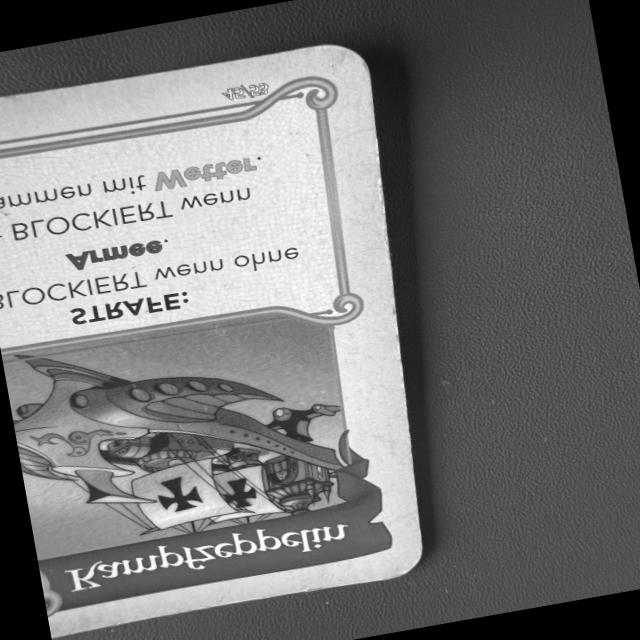 Kampfzeppelin
STRAFE:
BLOCKIERT wenn ohne
Armee.
BLOCKIERT wenn
ammen mit Wetter.